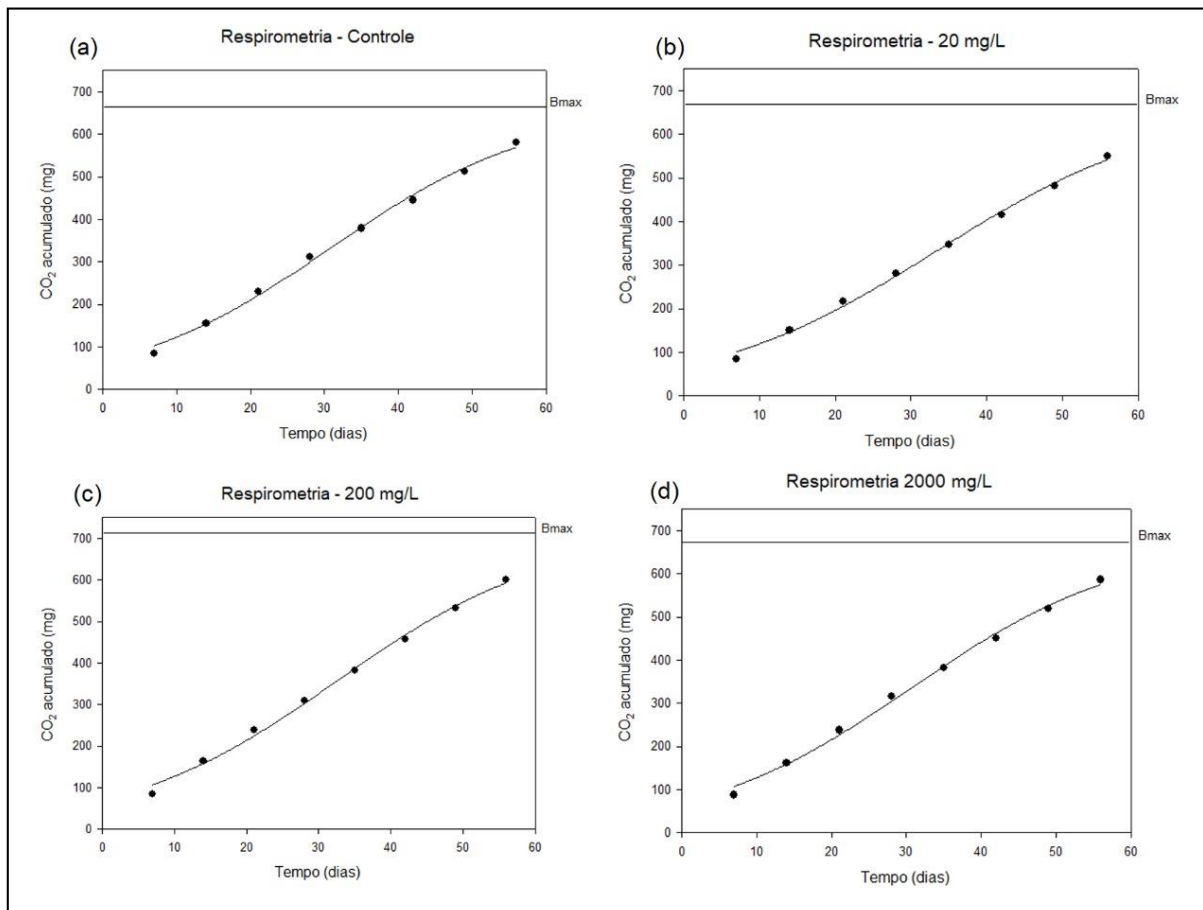 (a)
Respirometria - Controle
700
600
500
400
300
200
100
0
Bmax
CO₂ acumulado (mg)
0 10 20 30 40 50 60
Tempo (dias)
(b)
Respirometria - 20 mg/L
700
600
500
400
300
200
100
0
Bmax
CO₂ acumulado (mg)
0 10 20 30 40 50 60
Tempo (dias)
(c)
Respirometria - 200 mg/L
700
600
500
400
300
200
100
0
Bmax
CO₂ acumulado (mg)
0 10 20 30 40 50 60
Tempo (dias)
(d)
Respirometria 2000 mg/L
700
600
500
400
300
200
100
0
Bmax
CO₂ acumulado (mg)
0 10 20 30 40 50 60
Tempo (dias)